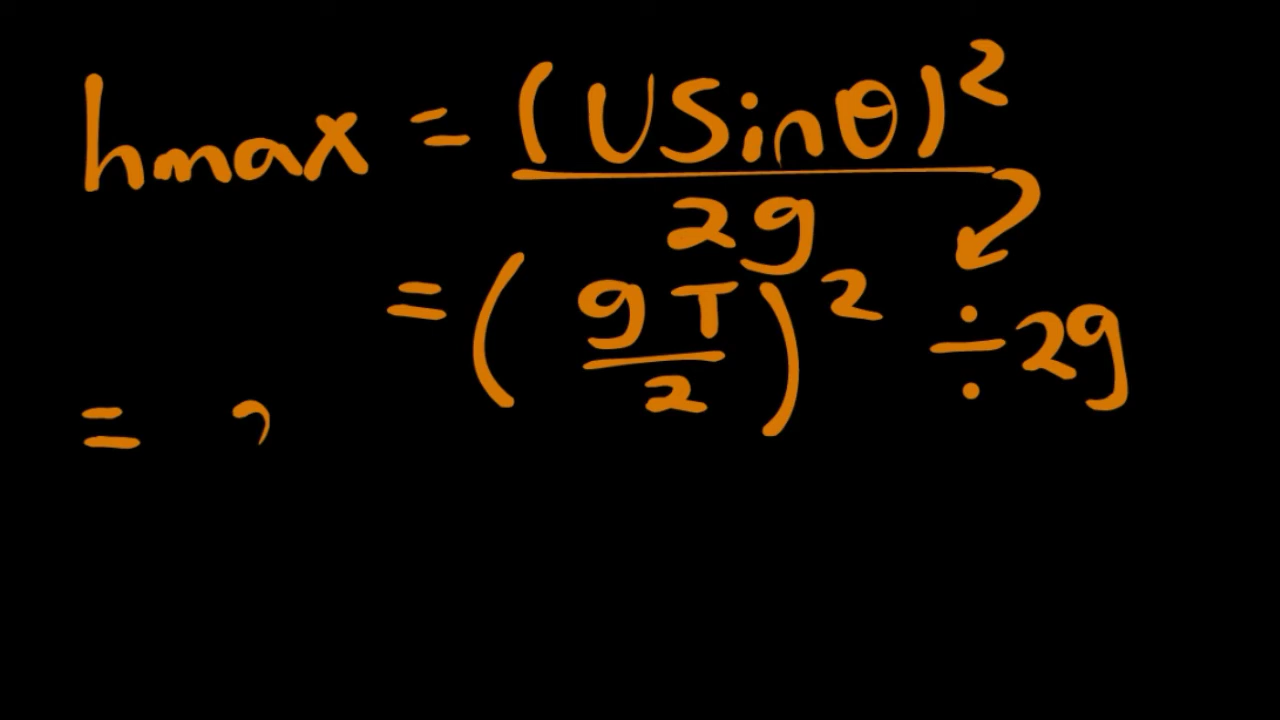 hmax = (USinθ)²
2g
= (gT/2)² ÷ 2g
=